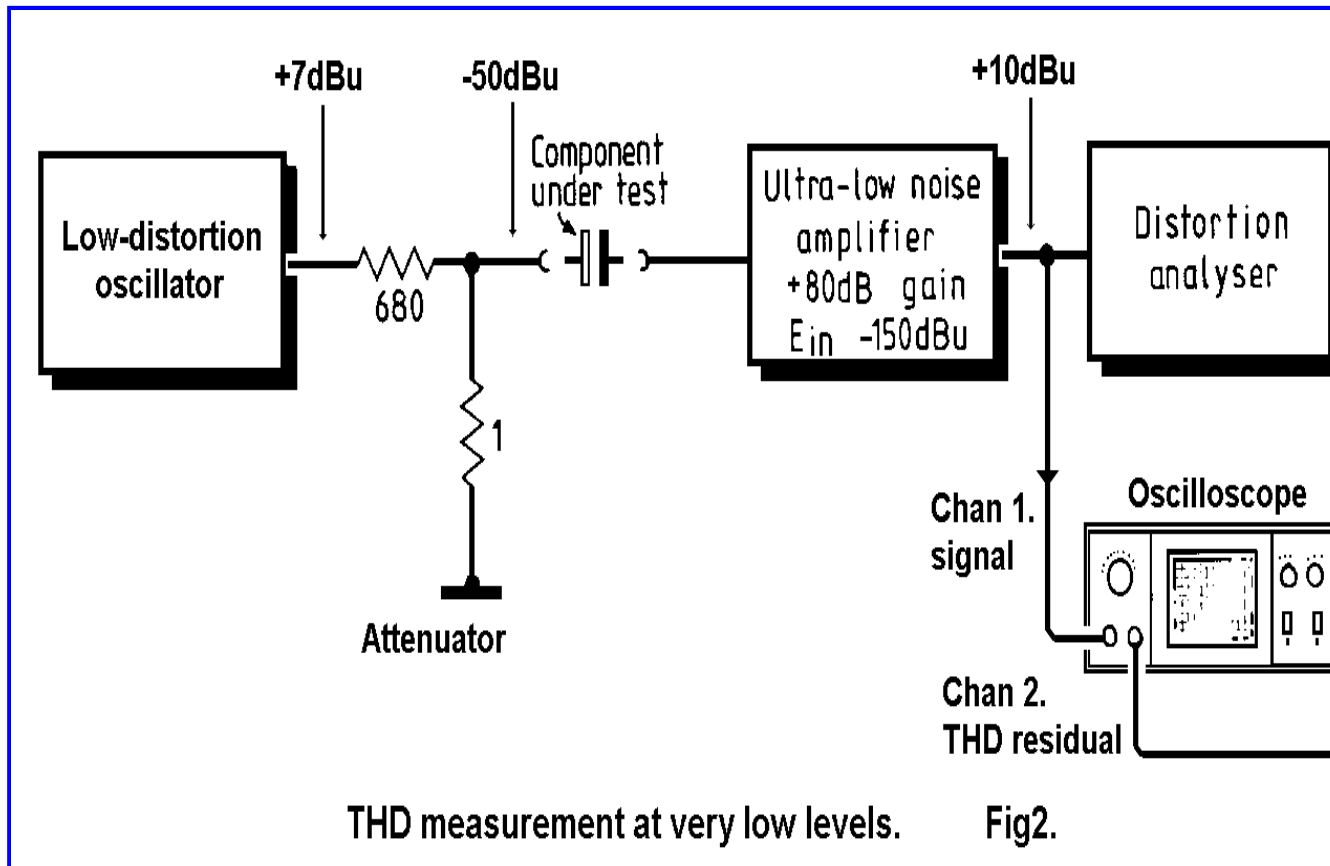 +7dBu
-50dBu
+10dBu
Component
under test
Low-distortion
oscillator
680
1
Attenuator
Ultra-low noise
amplifier
+80dB gain
Ein -150dBu
Distortion
analyser
Chan 1.
signal
Oscilloscope
Chan 2.
THD residual
THD measurement at very low levels. Fig2.